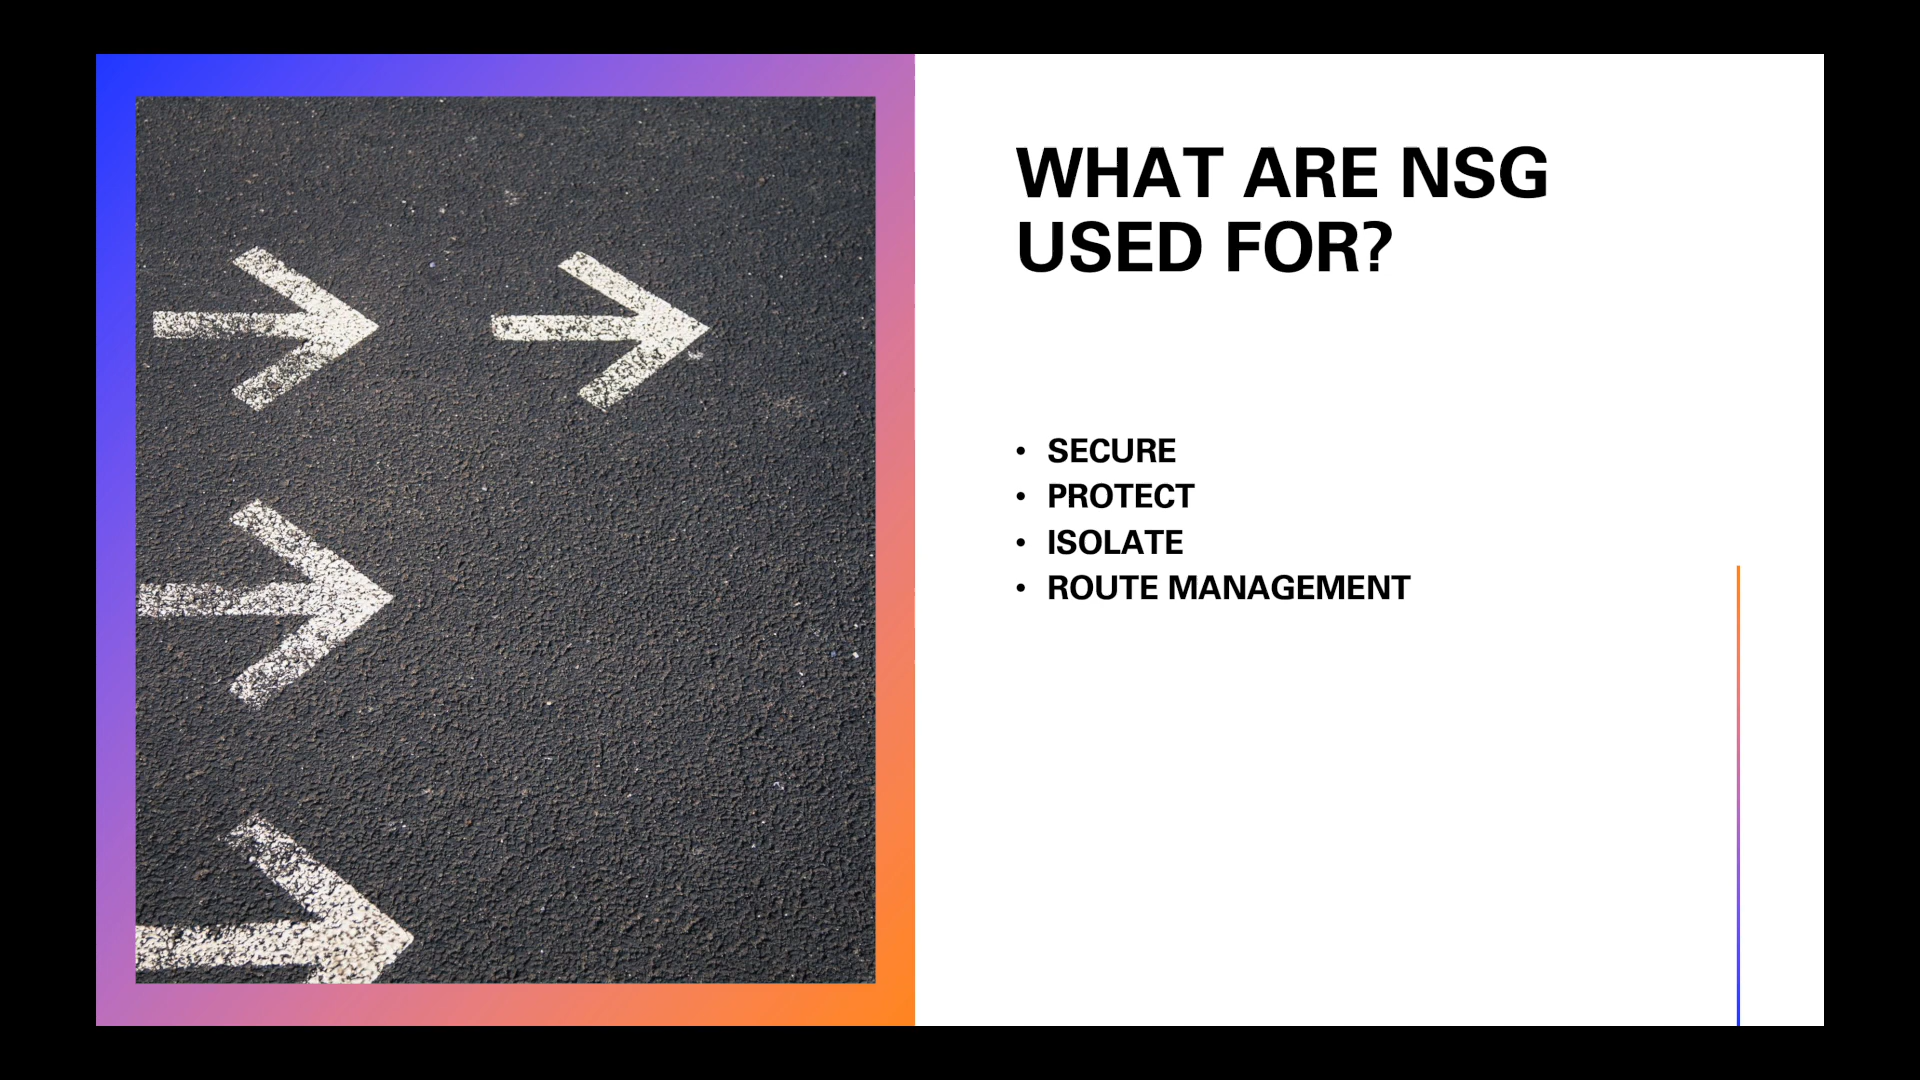 WHAT ARE NSG
USED FOR?
• SECURE
• PROTECT
• ISOLATE
• ROUTE MANAGEMENT